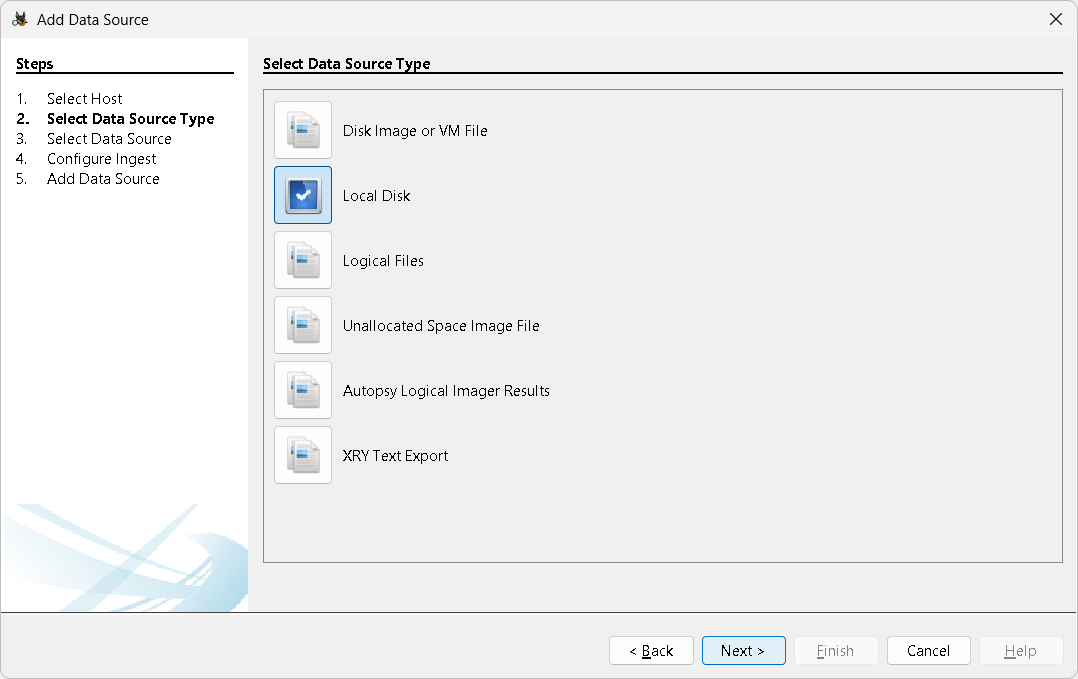 Add Data Source
Steps
1. Select Host
2. Select Data Source Type
3. Select Data Source
4. Configure Ingest
5. Add Data Source
Select Data Source Type
Disk Image or VM File
Local Disk
Logical Files
Unallocated Space Image File
Autopsy Logical Imager Results
XRY Text Export
< Back Next > Finish Cancel Help